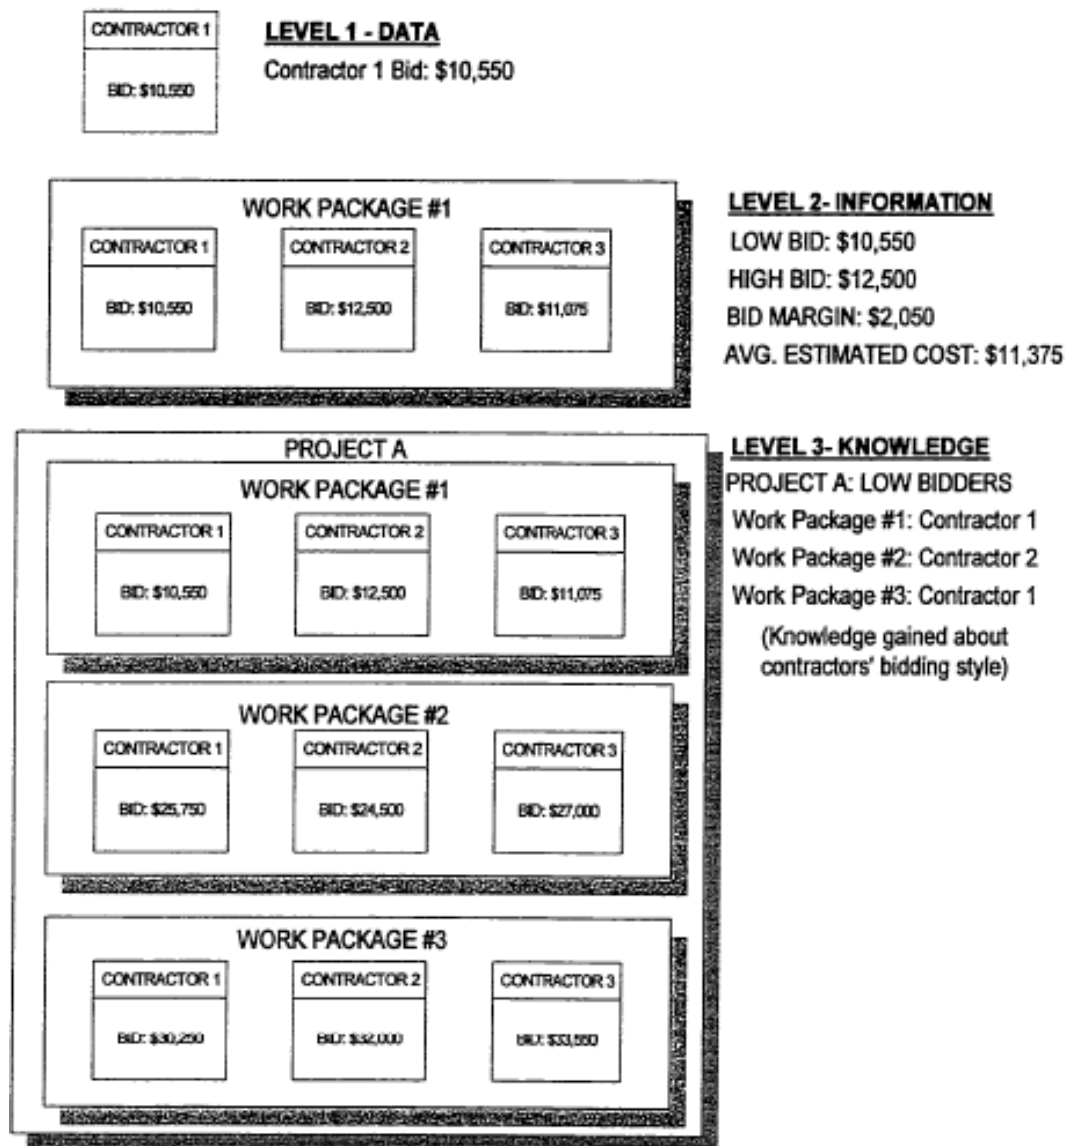 CONTRACTOR 1
BID: $10,550
LEVEL 1 - DATA
Contractor 1 Bid: $10,550
WORK PACKAGE #1
CONTRACTOR 1
BID: $10,550
CONTRACTOR 2
BID: $12,500
CONTRACTOR 3
BID: $11,075
LEVEL 2- INFORMATION
LOW BID: $10,550
HIGH BID: $12,500
BID MARGIN: $2,050
AVG. ESTIMATED COST: $11,375
PROJECT A
WORK PACKAGE #1
CONTRACTOR 1
BID: $10,550
CONTRACTOR 2
BID: $12,500
CONTRACTOR 3
BID: $11,075
WORK PACKAGE #2
CONTRACTOR 1
BID: $25,750
CONTRACTOR 2
BID: $24,500
CONTRACTOR 3
BID: $27,000
WORK PACKAGE #3
CONTRACTOR 1
BID: $30,250
CONTRACTOR 2
BID: $32,000
CONTRACTOR 3
BID: $33,550
LEVEL 3- KNOWLEDGE
PROJECT A: LOW BIDDERS
Work Package #1: Contractor 1
Work Package #2: Contractor 2
Work Package #3: Contractor 1
(Knowledge gained about
contractors' bidding style)